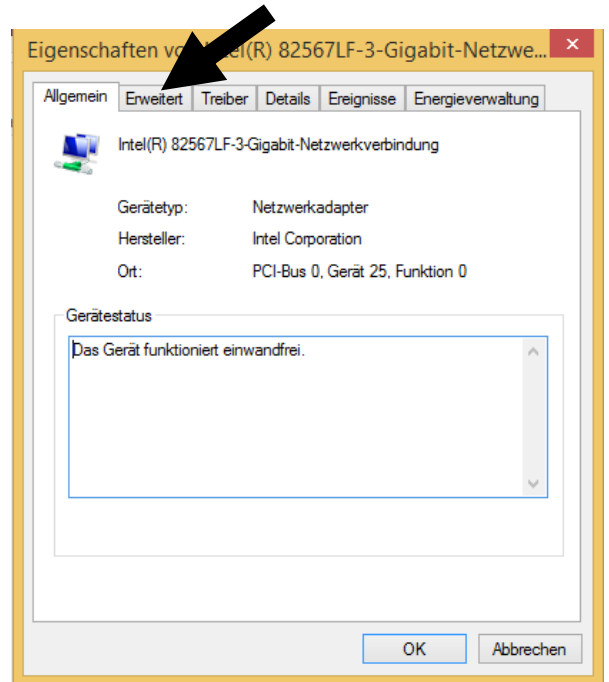 Eigenschaften vo Intel(R) 82567LF-3-Gigabit-Netzwe...
Allgemein Erweitert Treiber Details Ereignisse Energieverwaltung
Intel(R) 82567LF-3-Gigabit-Netzwerkverbindung
Gerätetyp: Netzwerkadapter
Hersteller: Intel Corporation
Ort: PCI-Bus 0, Gerät 25, Funktion 0
Gerätestatus
Das Gerät funktioniert einwandfrei.
OK Abbrechen